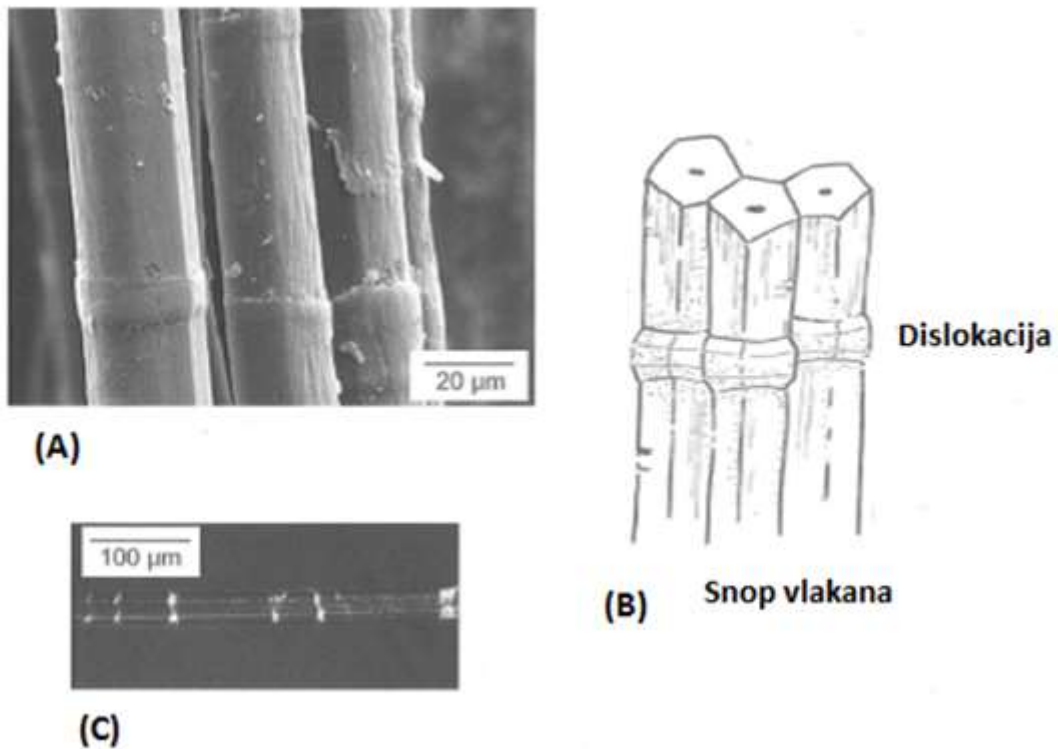 20 µm
(A)
Dislokacija
100 µm
(C)
(B)
Snop vlakana